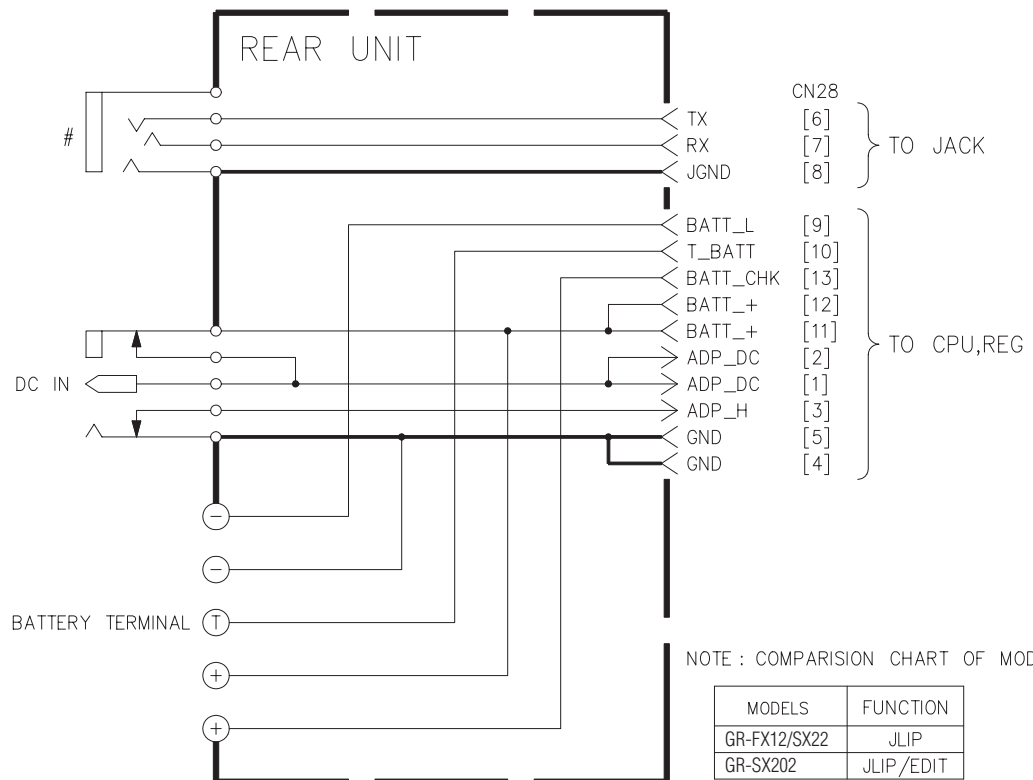 REAR UNIT
CN28
#
TX [6]
RX [7]
JGND [8]
TO JACK
BATT_L [9]
T_BATT [10]
BATT_CHK [13]
BATT_+ [12]
BATT_+ [11]
TO CPU,REG
ADP_DC [2]
DC IN
ADP_DC [1]
ADP_H [3]
GND [5]
GND [4]
−
−
BATTERY TERMINAL T
+
+
NOTE : COMPARISION CHART OF MOD
MODELS FUNCTION
GR-FX12/SX22 JLIP
GR-SX202 JLIP/EDIT